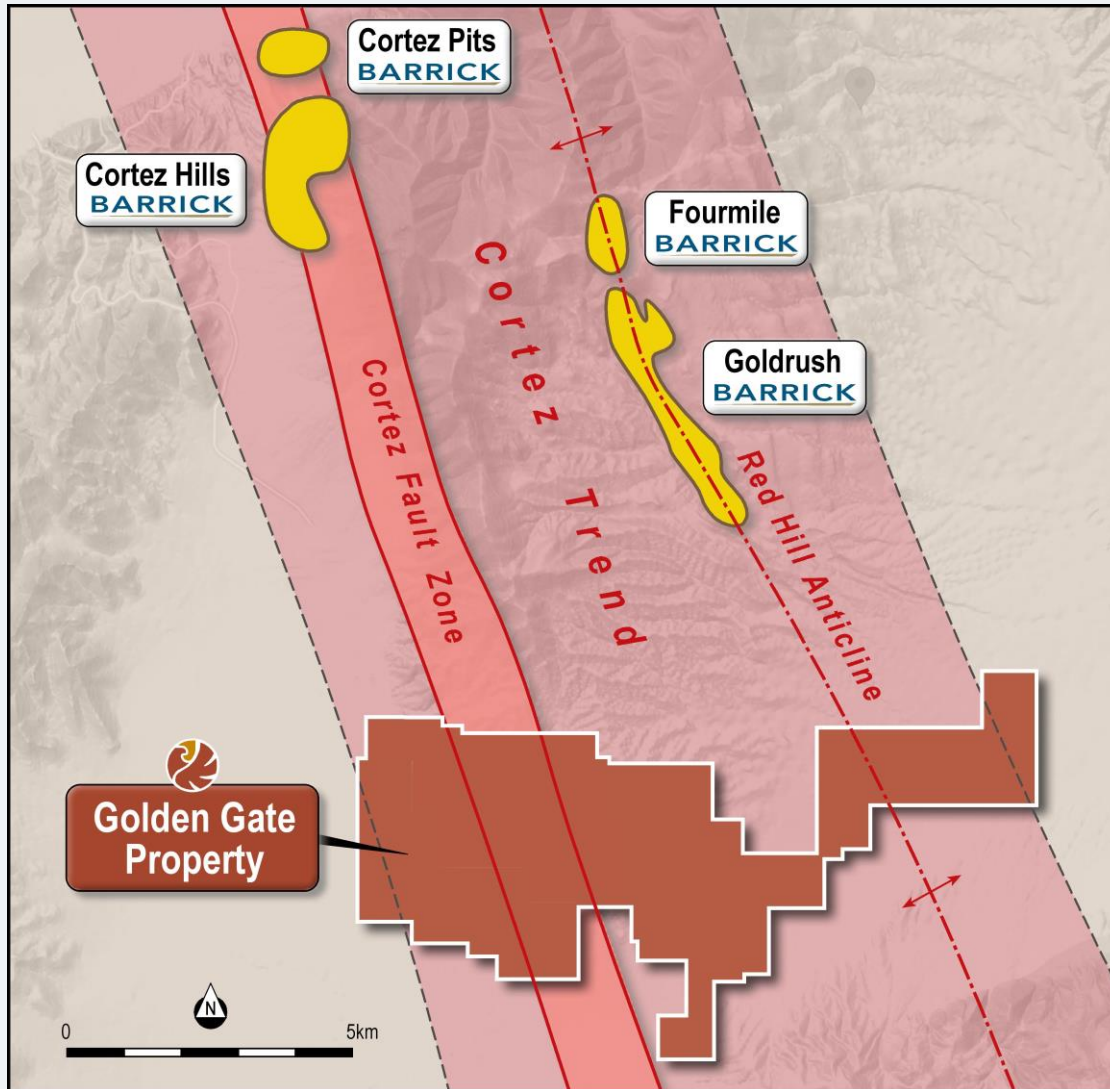 Cortez Pits
BARRICK
Cortez Hills
BARRICK
Fourmile
BARRICK
Goldrush
BARRICK
Cortez Trend
Cortez Fault Zone
Red Hill Anticline
Golden Gate
Property
N
0 5km